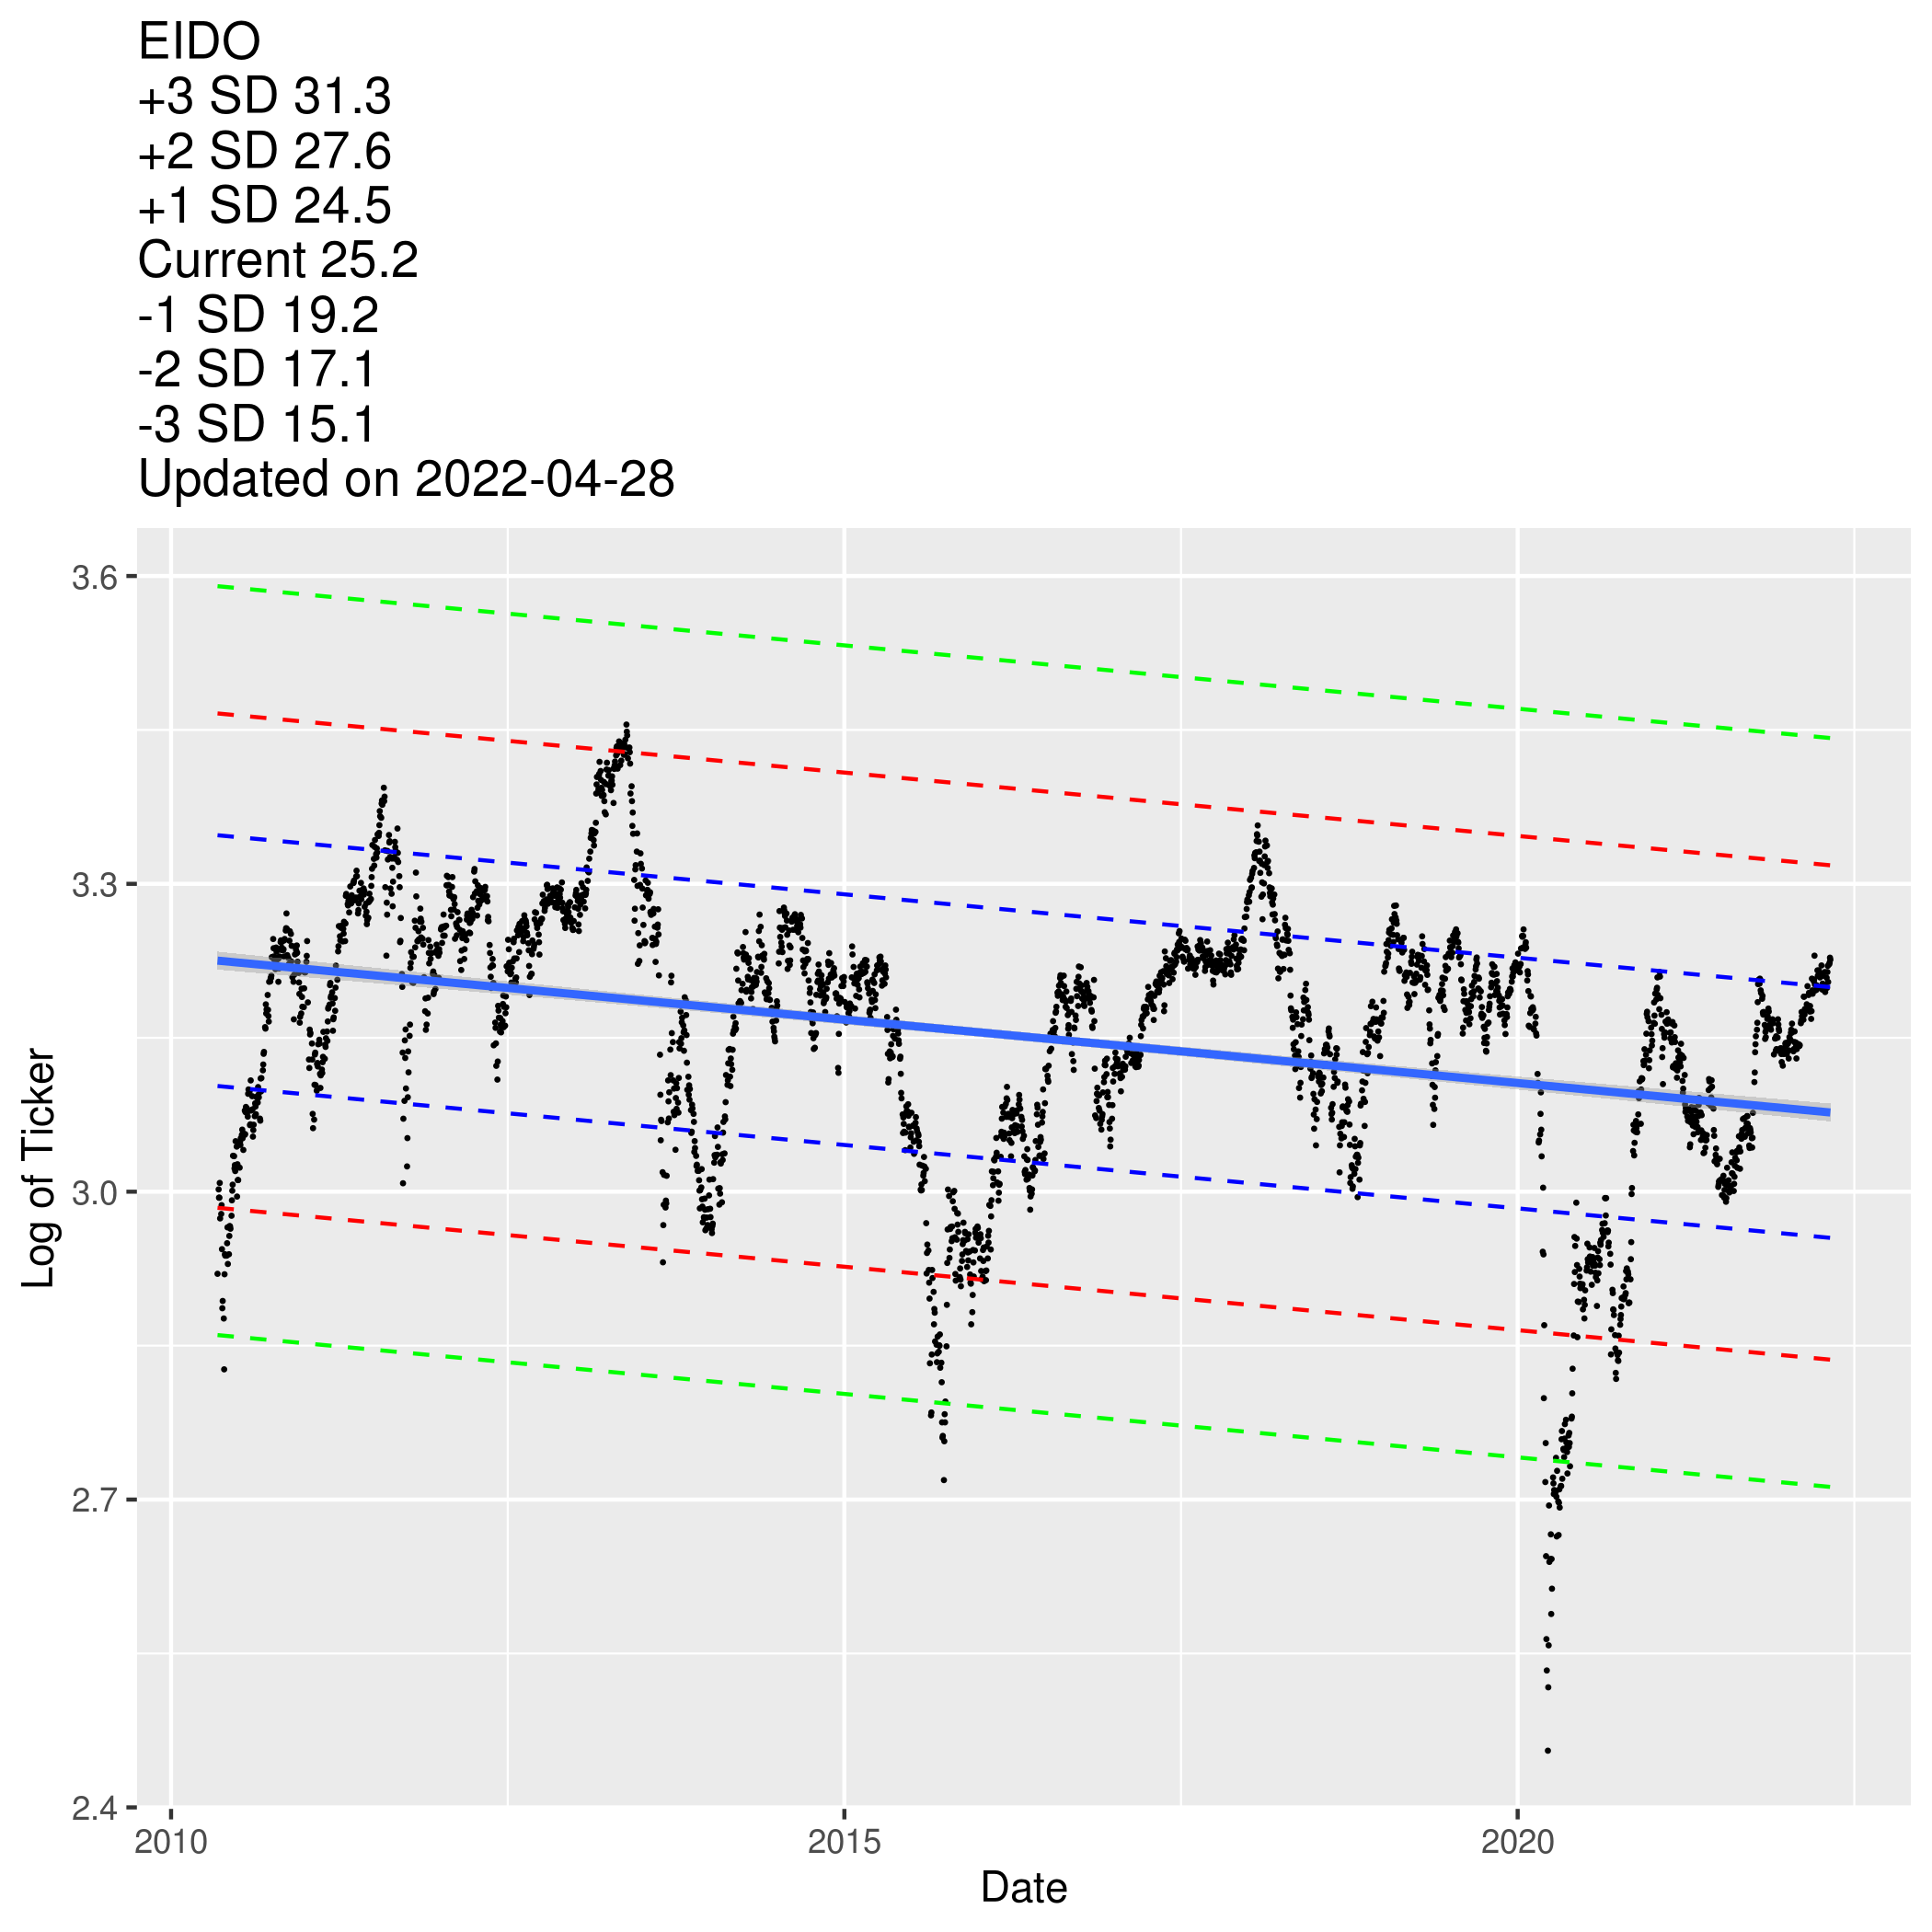 EIDO
+3 SD 31.3
+2 SD 27.6
+1 SD 24.5
Current 25.2
-1 SD 19.2
-2 SD 17.1
-3 SD 15.1
Updated on 2022-04-28
3.6
3.3
3.0
2.7
2.4
Log of Ticker
2010
2015
2020
Date